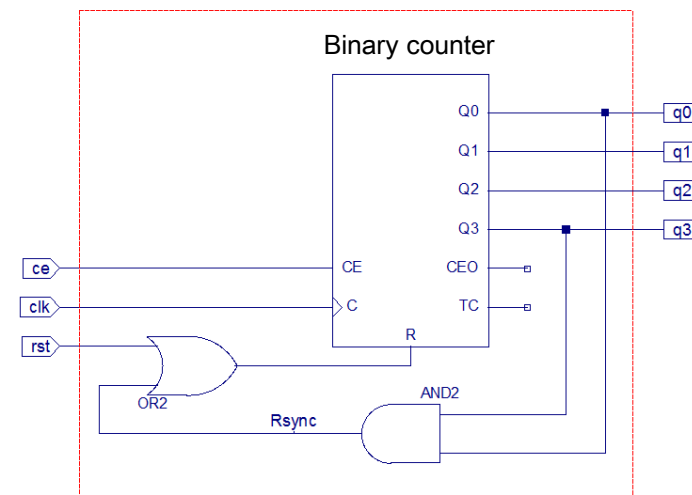 Binary counter
Q0
q0
Q1
q1
Q2
q2
Q3
q3
ce
CE
CEO
clk
C
TC
rst
R
OR2
AND2
Rsync